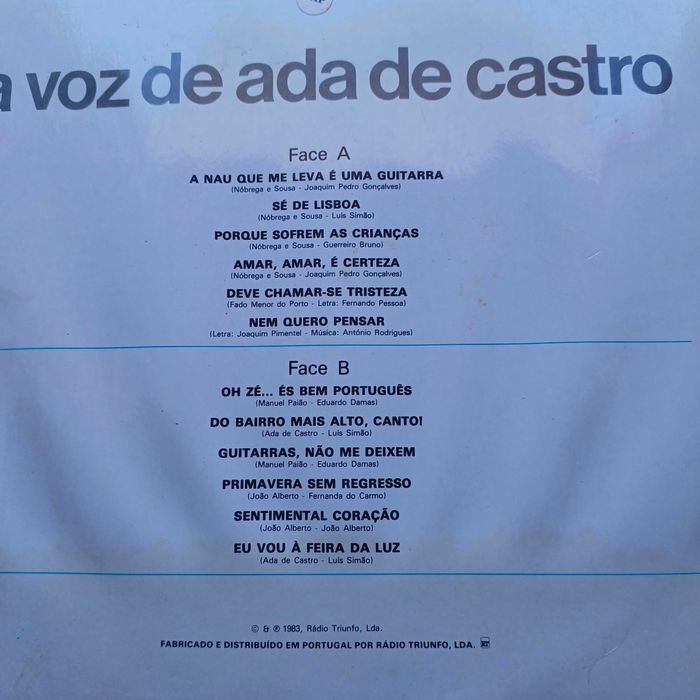 a voz de ada de castro
Face A
A NAU QUE ME LEVA É UMA GUITARRA
(Nóbrega e Sousa - Joaquim Pedro Gonçalves)
SÉ DE LISBOA
(Nóbrega e Sousa - Luís Simão)
PORQUE SOFREM AS CRIANÇAS
(Nóbrega e Sousa - Guerreiro Bruno)
AMAR, AMAR, É CERTEZA
(Nóbrega e Sousa - Joaquim Pedro Gonçalves)
DEVE CHAMAR-SE TRISTEZA
(Fado Menor do Porto - Letra: Fernando Pessoa)
NEM QUERO PENSAR
(Letra: Joaquim Pimentel - Música: António Rodrigues)
Face B
OH ZÉ... ÉS BEM PORTUGUÊS
(Manuel Paião - Eduardo Damas)
DO BAIRRO MAIS ALTO, CANTO!
(Ada de Castro - Luís Simão)
GUITARRAS, NÃO ME DEIXEM
(Manuel Paião - Eduardo Damas)
PRIMAVERA SEM REGRESSO
(João Alberto - Fernanda do Carmo)
SENTIMENTAL CORAÇÃO
(João Alberto - João Alberto)
EU VOU À FEIRA DA LUZ
(Ada de Castro - Luís Simão)
© & ℗ 1983, Rádio Triunfo, Lda.
FABRICADO E DISTRIBUÍDO EM PORTUGAL POR RÁDIO TRIUNFO, LDA.